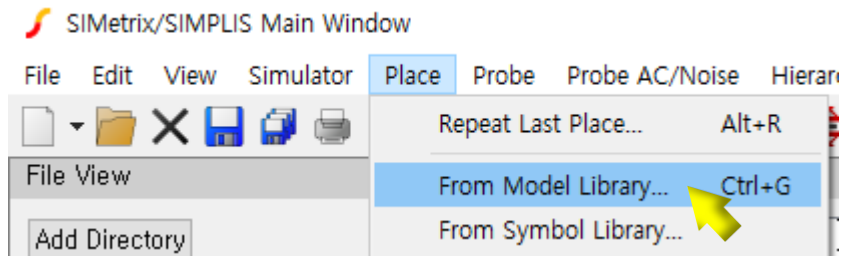 SIMetrix/SIMPLIS Main Window
File Edit View Simulator Place Probe Probe AC/Noise
Repeat Last Place... Alt+R
File View
From Model Library... Ctrl+G
Add Directory
From Symbol Library...